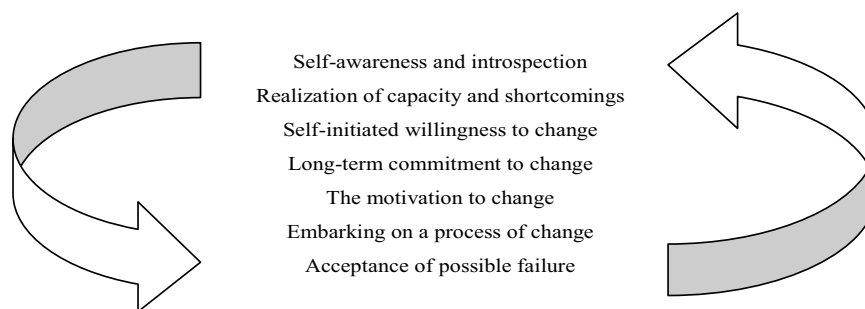 Self-awareness and introspection
Realization of capacity and shortcomings
Self-initiated willingness to change
Long-term commitment to change
The motivation to change
Embarking on a process of change
Acceptance of possible failure